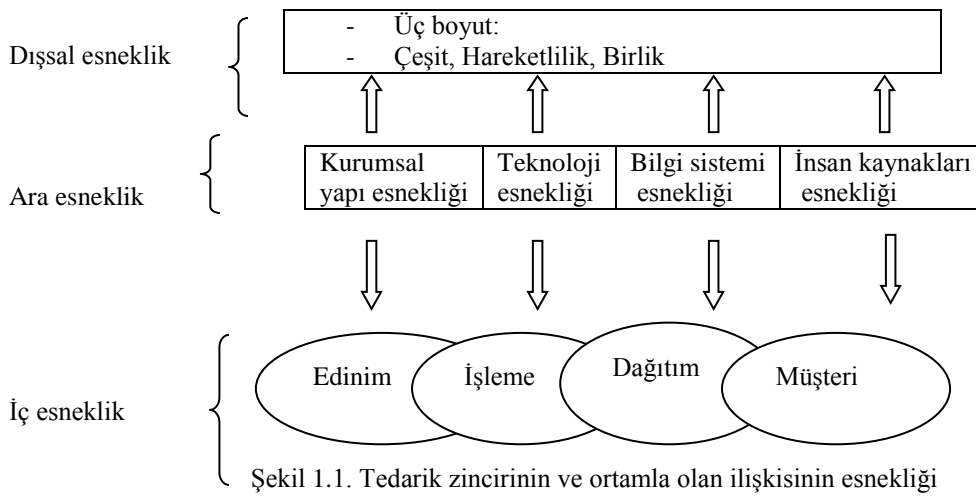 - Üç boyut:
Dışsal esneklik - Çeşit, Hareketlilik, Birlik
Kurumsal yapı esnekliği
Teknoloji esnekliği
Bilgi sistemi esnekliği
İnsan kaynakları esnekliği
Ara esneklik
Edinim İşleme Dağıtım Müşteri
İç esneklik
Şekil 1.1. Tedarik zincirinin ve ortamla olan ilişkisinin esnekliği